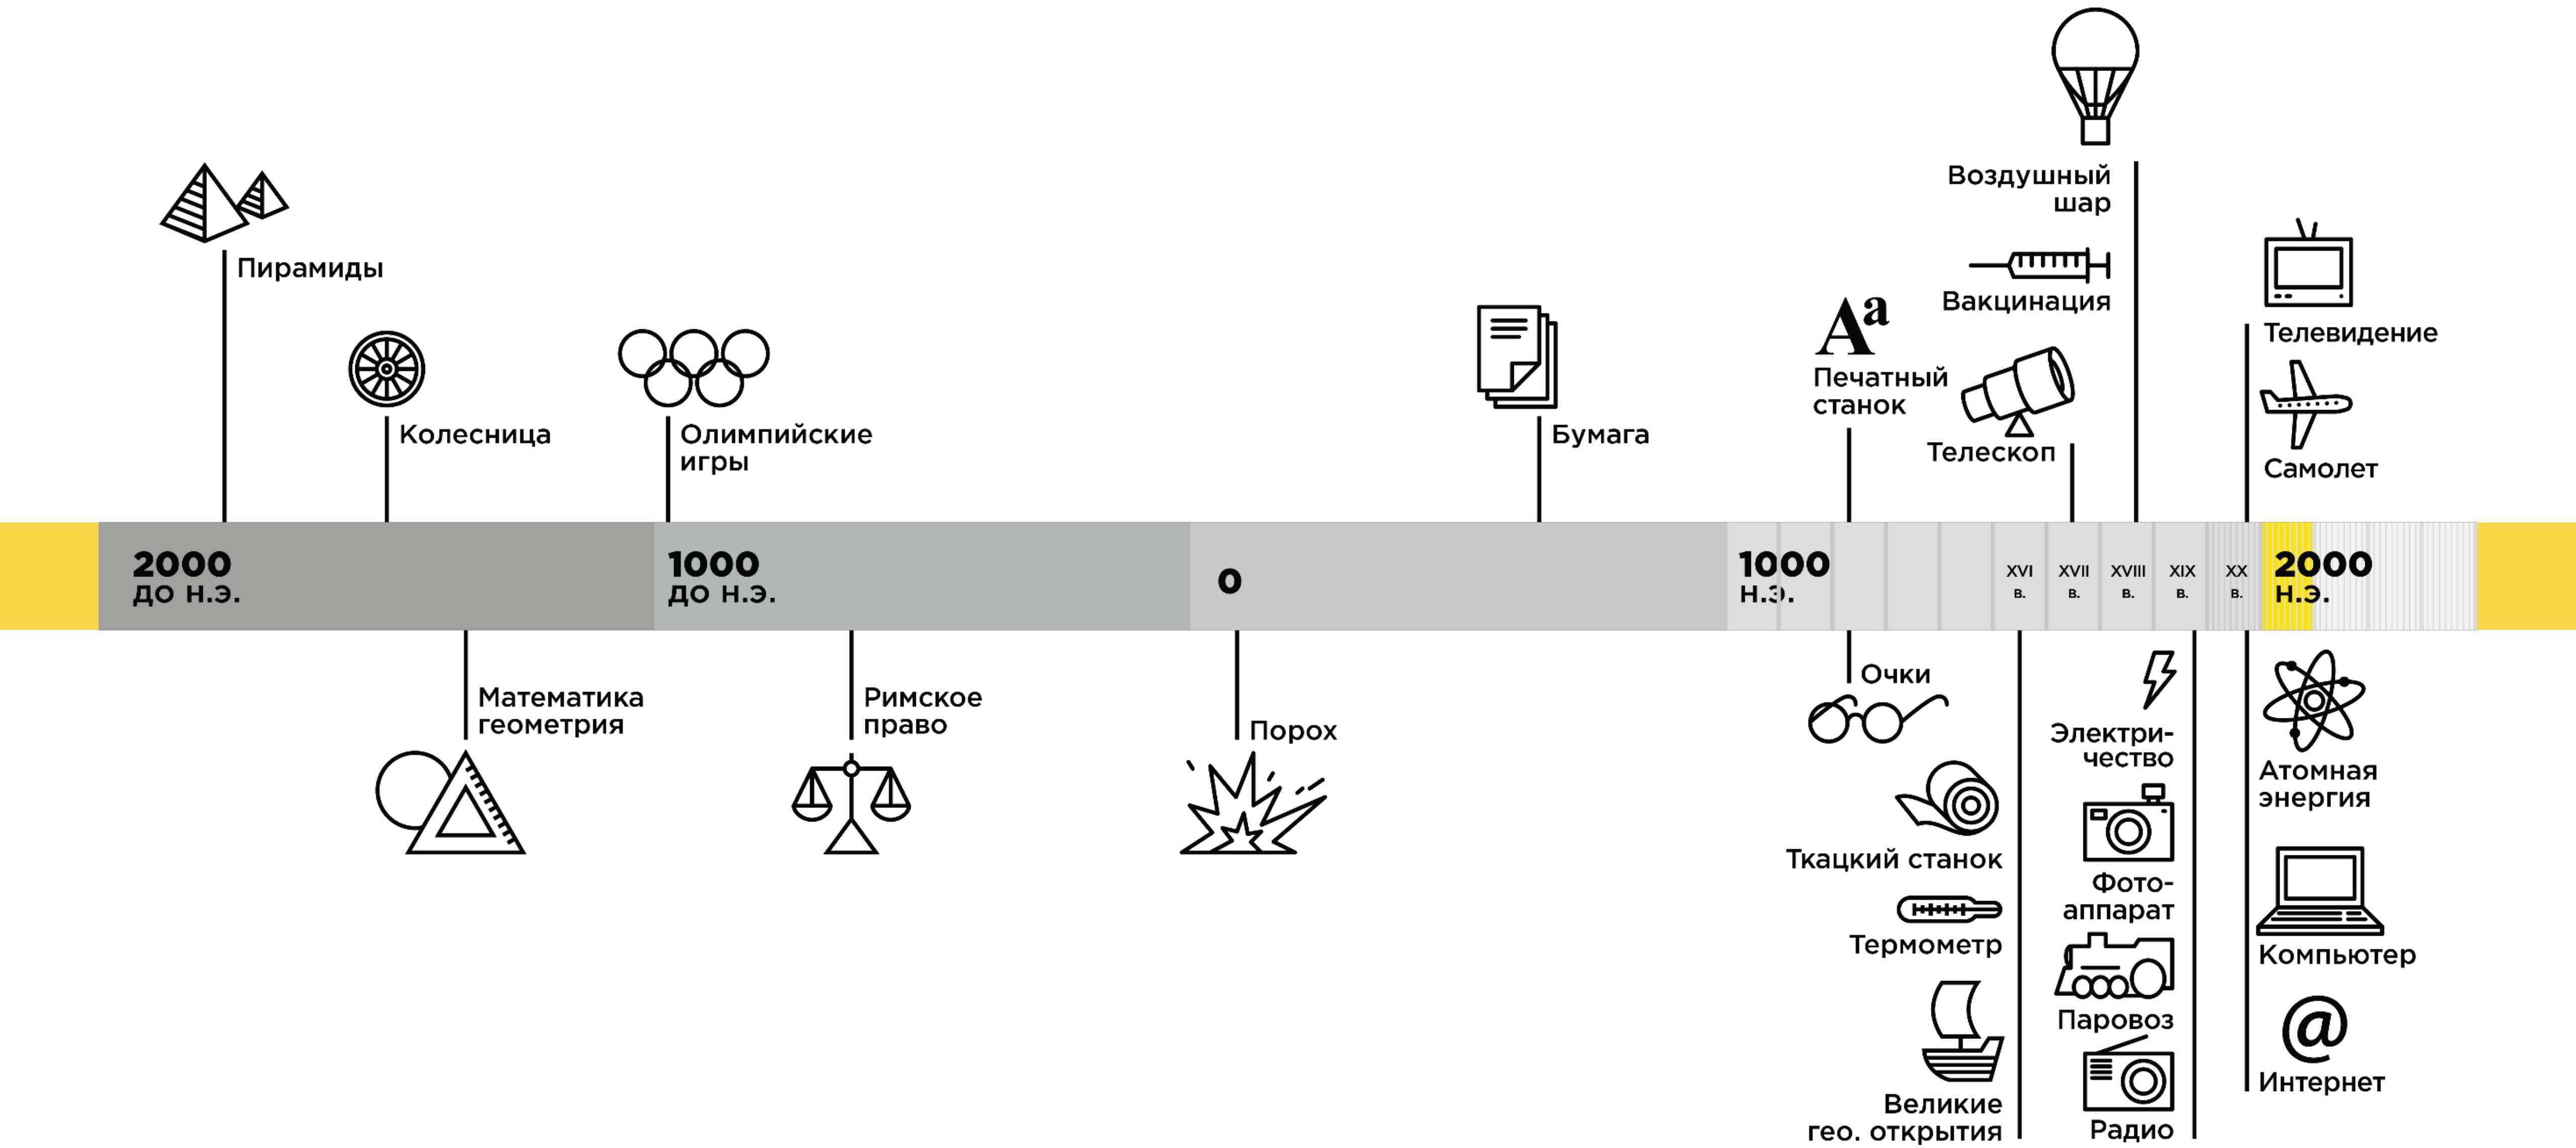 Воздушный
шар
Вакцинация
Aa
Печатный
станок
Телескоп
Телевидение
Самолет
Пирамиды
Колесница
Олимпийские
игры
Бумага
2000
ДО Н.Э.
1000
ДО Н.Э.
0
1000
Н.Э.
XVI
В.
XVII
В.
XVIII
В.
XIX
В.
XX
В.
2000
Н.Э.
Математика
геометрия
Римское
право
Порох
Очки
Ткацкий станок
Термометр
Великие
гео. открытия
Электри-
чество
Фото-
аппарат
Паровоз
Радио
Атомная
энергия
Компьютер
@
Интернет